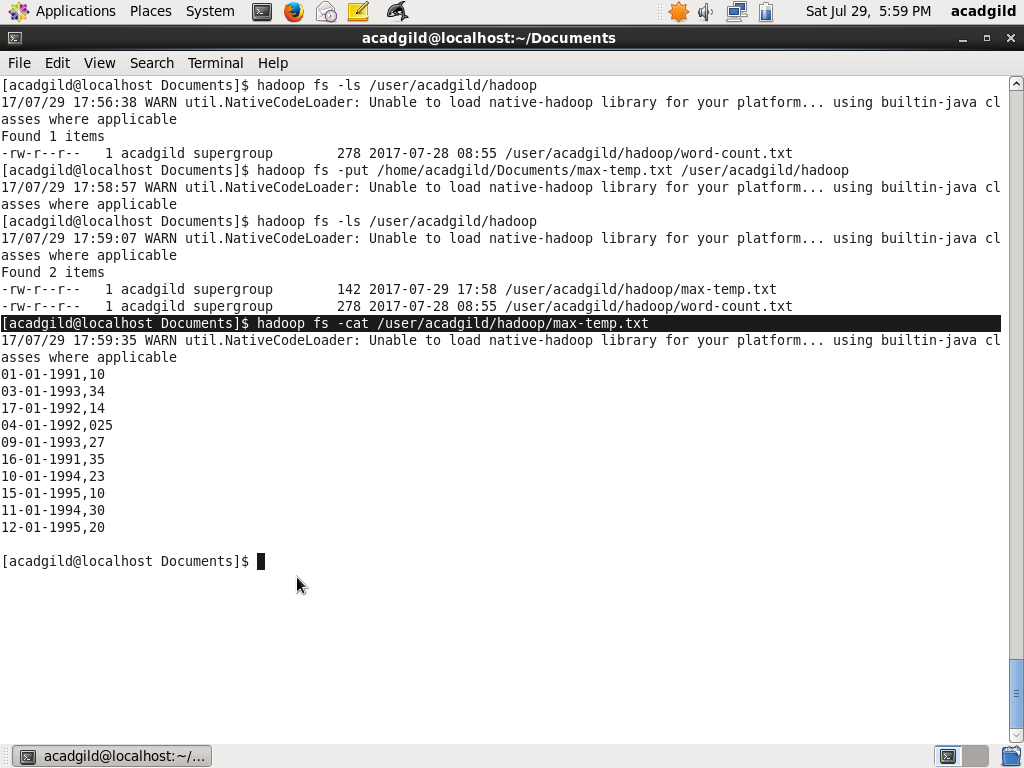 Applications Places System Sat Jul 29, 5:59 PM acadgild
acadgild@localhost:~/Documents
File Edit View Search Terminal Help
[acadgild@localhost Documents]$ hadoop fs -ls /user/acadgild/hadoop
17/07/29 17:56:38 WARN util.NativeCodeLoader: Unable to load native-hadoop library for your platform... using builtin-java cl
asses where applicable
Found 1 items
-rw-r--r--   1 acadgild supergroup        278 2017-07-28 08:55 /user/acadgild/hadoop/word-count.txt
[acadgild@localhost Documents]$ hadoop fs -put /home/acadgild/Documents/max-temp.txt /user/acadgild/hadoop
17/07/29 17:58:57 WARN util.NativeCodeLoader: Unable to load native-hadoop library for your platform... using builtin-java cl
asses where applicable
[acadgild@localhost Documents]$ hadoop fs -ls /user/acadgild/hadoop
17/07/29 17:59:07 WARN util.NativeCodeLoader: Unable to load native-hadoop library for your platform... using builtin-java cl
asses where applicable
Found 2 items
-rw-r--r--   1 acadgild supergroup        142 2017-07-29 17:58 /user/acadgild/hadoop/max-temp.txt
-rw-r--r--   1 acadgild supergroup        278 2017-07-28 08:55 /user/acadgild/hadoop/word-count.txt
[acadgild@localhost Documents]$ hadoop fs -cat /user/acadgild/hadoop/max-temp.txt
17/07/29 17:59:35 WARN util.NativeCodeLoader: Unable to load native-hadoop library for your platform... using builtin-java cl
asses where applicable
01-01-1991,10
03-01-1993,34
17-01-1992,14
04-01-1992,025
09-01-1993,27
16-01-1991,35
10-01-1994,23
15-01-1995,10
11-01-1994,30
12-01-1995,20
[acadgild@localhost Documents]$
acadgild@localhost:~/...